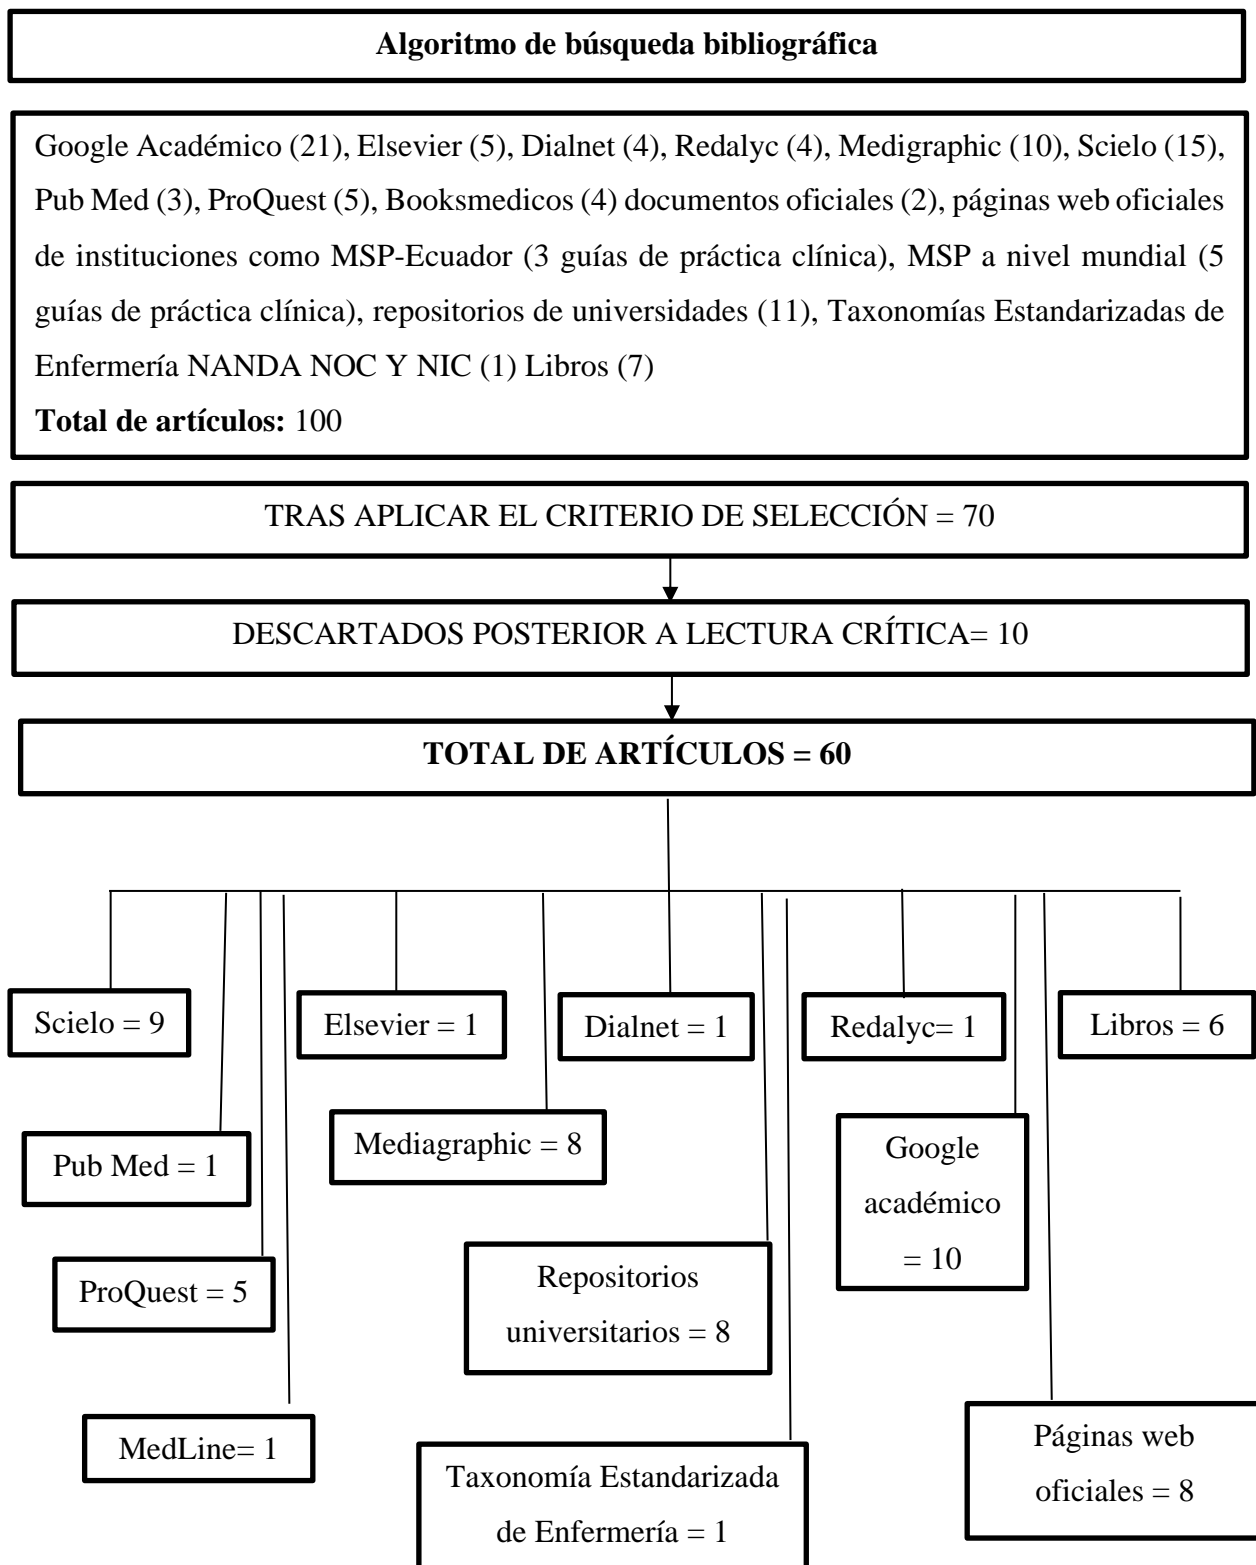 Algoritmo de búsqueda bibliográfica
Google Académico (21), Elsevier (5), Dialnet (4), Redalyc (4), Medigraphic (10), Scielo (15),
Pub Med (3), ProQuest (5), Booksmedicos (4) documentos oficiales (2), páginas web oficiales
de instituciones como MSP-Ecuador (3 guías de práctica clínica), MSP a nivel mundial (5
guías de práctica clínica), repositorios de universidades (11), Taxonomías Estandarizadas de
Enfermería NANDA NOC Y NIC (1) Libros (7)
Total de artículos: 100
TRAS APLICAR EL CRITERIO DE SELECCIÓN = 70
DESCARTADOS POSTERIOR A LECTURA CRÍTICA= 10
TOTAL DE ARTÍCULOS = 60
Scielo = 9
Elsevier = 1
Dialnet = 1
Redalyc= 1
Libros = 6
Pub Med = 1
Mediagraphic = 8
Google
académico
= 10
ProQuest = 5
Repositorios
universitarios = 8
MedLine= 1
Taxonomía Estandarizada
de Enfermería = 1
Páginas web
oficiales = 8